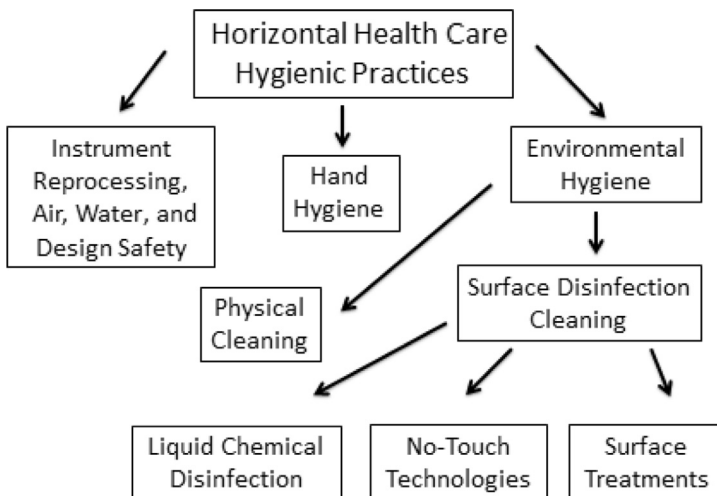 Horizontal Health Care
Hygienic Practices
Instrument
Reprocessing,
Air, Water, and
Design Safety
Hand
Hygiene
Environmental
Hygiene
Physical
Cleaning
Surface Disinfection
Cleaning
Liquid Chemical
Disinfection
No-Touch
Technologies
Surface
Treatments